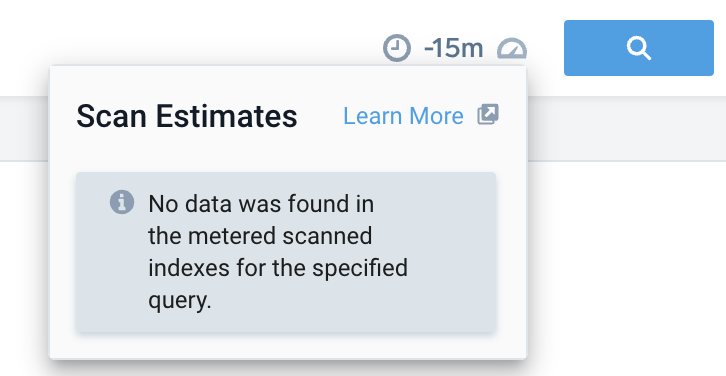 -15m
Scan Estimates Learn More
No data was found in
the metered scanned
indexes for the specified
query.